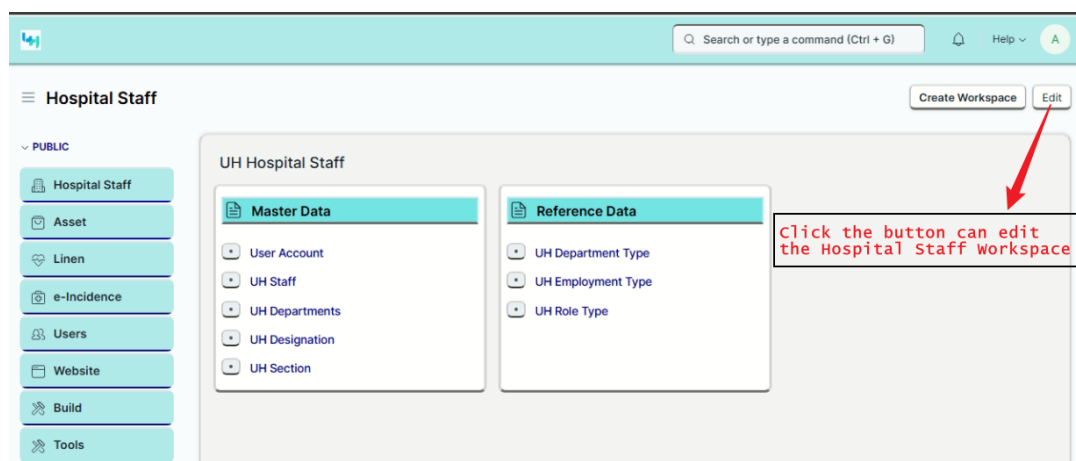 Search or type a command (Ctrl + G)
Help
A
Hospital Staff
Create Workspace
Edit
PUBLIC
Hospital Staff
Asset
Linen
e-Incidence
Users
Website
Build
Tools
UH Hospital Staff
Master Data
User Account
UH Staff
UH Departments
UH Designation
UH Section
Reference Data
UH Department Type
UH Employment Type
UH Role Type
Click the button can edit
the Hospital Staff Workspace